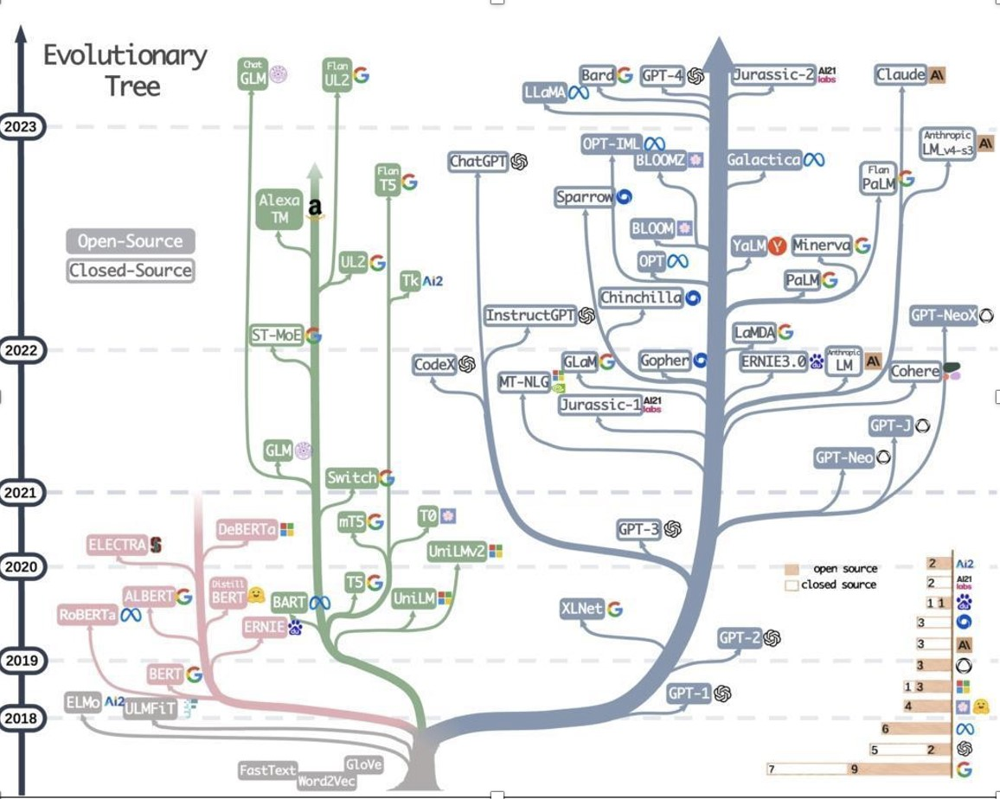 Evolutionary
Tree
2023
2022
2021
2020
2019
2018
Open-Source
Closed-Source
Chat
GLM
Flan
UL2
Alexa
TM
a
Flan
T5
UL2
Tk Ai2
ST-MoE
GLM
Switch
mT5
T0
UniLMv2
T5
UniLM
BART
DeBERTa
ELECTRA
ALBERT
Distill
BERT
RoBERTa
ERNIE
BERT
ELMo Ai2
ULMFiT
FastText
GloVe
Word2Vec
Bard
GPT-4
Jurassic-2 AI21 labs
Claude
LLaMA
Anthropic
LM_v4-s3
OPT-IML
BLOOMZ
Galactica
ChatGPT
Flan
PaLM
Sparrow
BLOOM
YaLM
Minerva
OPT
PaLM
Chinchilla
InstructGPT
GPT-NeoX
LaMDA
CodeX
GLaM
Gopher
ERNIE3.0
Anthropic
LM
Cohere
MT-NLG
Jurassic-1 AI21 labs
GPT-J
GPT-Neo
GPT-3
XLNet
GPT-2
GPT-1
open source
closed source
2 Ai2
2 AI21 labs
1 1
3
3
3
1 3
4
6
5 2
7 9